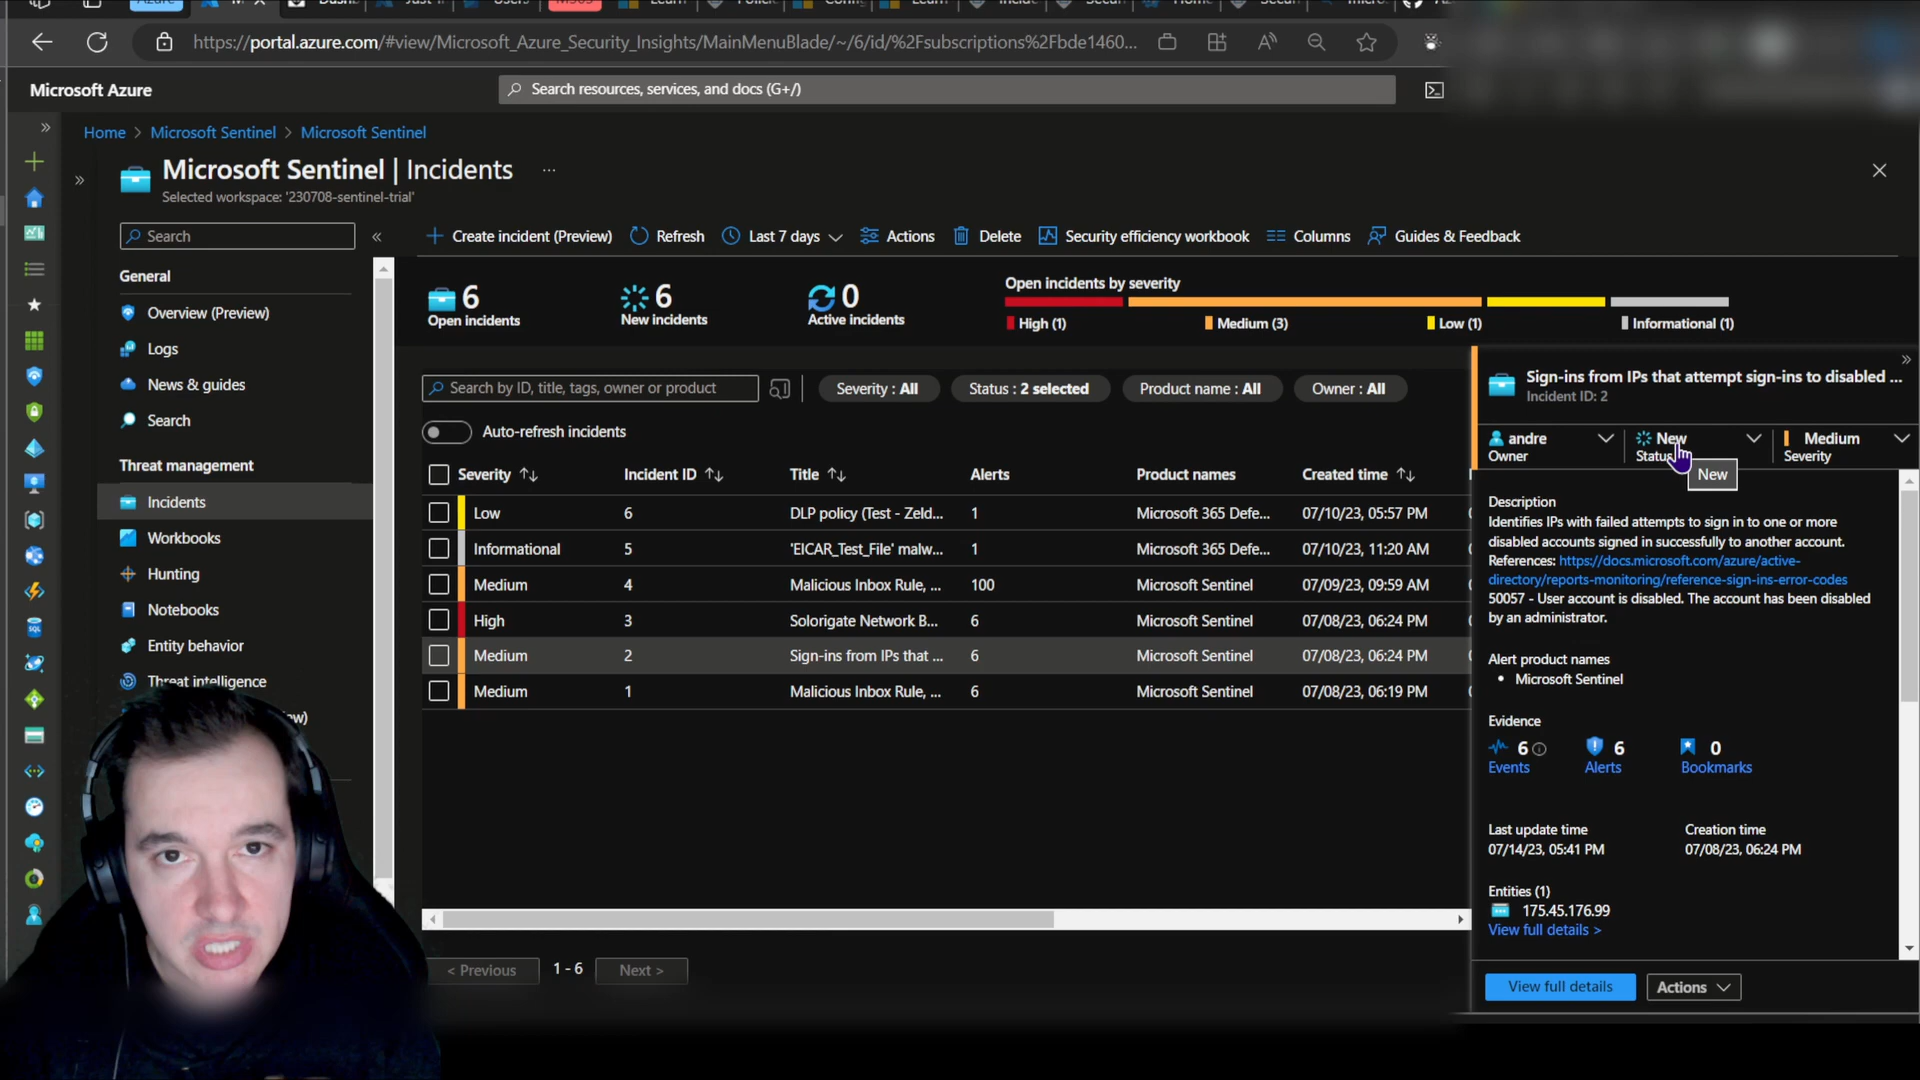 Azure
M365
Learn
Users
Learn
https://portal.azure.com/#view/Microsoft_Azure_Security_Insights/MainMenuBlade/~/6/id/%2Fsubscriptions%2Fbde1460...
Microsoft Azure
Search resources, services, and docs (G+/)
Home > Microsoft Sentinel > Microsoft Sentinel
Microsoft Sentinel | Incidents ...
Selected workspace: '230708-sentinel-trial'
Search
Create incident (Preview) Refresh Last 7 days Actions Delete Security efficiency workbook Columns Guides & Feedback
General
Overview (Preview)
Logs
News & guides
Search
Threat management
Incidents
Workbooks
Hunting
Notebooks
Entity behavior
Threat intelligence
6
Open incidents
6
New incidents
0
Active incidents
Open incidents by severity
High (1) Medium (3) Low (1) Informational (1)
Search by ID, title, tags, owner or product
Severity : All
Status : 2 selected
Product name : All
Owner : All
Auto-refresh incidents
Severity Incident ID Title Alerts Product names Created time
Low 6 DLP policy (Test - Zeld... 1 Microsoft 365 Defe... 07/10/23, 05:57 PM
Informational 5 'EICAR_Test_File' malw... 1 Microsoft 365 Defe... 07/10/23, 11:20 AM
Medium 4 Malicious Inbox Rule, ... 100 Microsoft Sentinel 07/09/23, 09:59 AM
High 3 Solorigate Network B... 6 Microsoft Sentinel 07/08/23, 06:24 PM
Medium 2 Sign-ins from IPs that ... 6 Microsoft Sentinel 07/08/23, 06:24 PM
Medium 1 Malicious Inbox Rule, ... 6 Microsoft Sentinel 07/08/23, 06:19 PM
< Previous 1 - 6 Next >
Sign-ins from IPs that attempt sign-ins to disabled ...
Incident ID: 2
andre
Owner
New
Status
Medium
Severity
New
Description
Identifies IPs with failed attempts to sign in to one or more
disabled accounts signed in successfully to another account.
References: https://docs.microsoft.com/azure/active-
directory/reports-monitoring/reference-sign-ins-error-codes
50057 - User account is disabled. The account has been disabled
by an administrator.
Alert product names
• Microsoft Sentinel
Evidence
6
Events
6
Alerts
0
Bookmarks
Last update time
07/14/23, 05:41 PM
Creation time
07/08/23, 06:24 PM
Entities (1)
175.45.176.99
View full details >
View full details
Actions